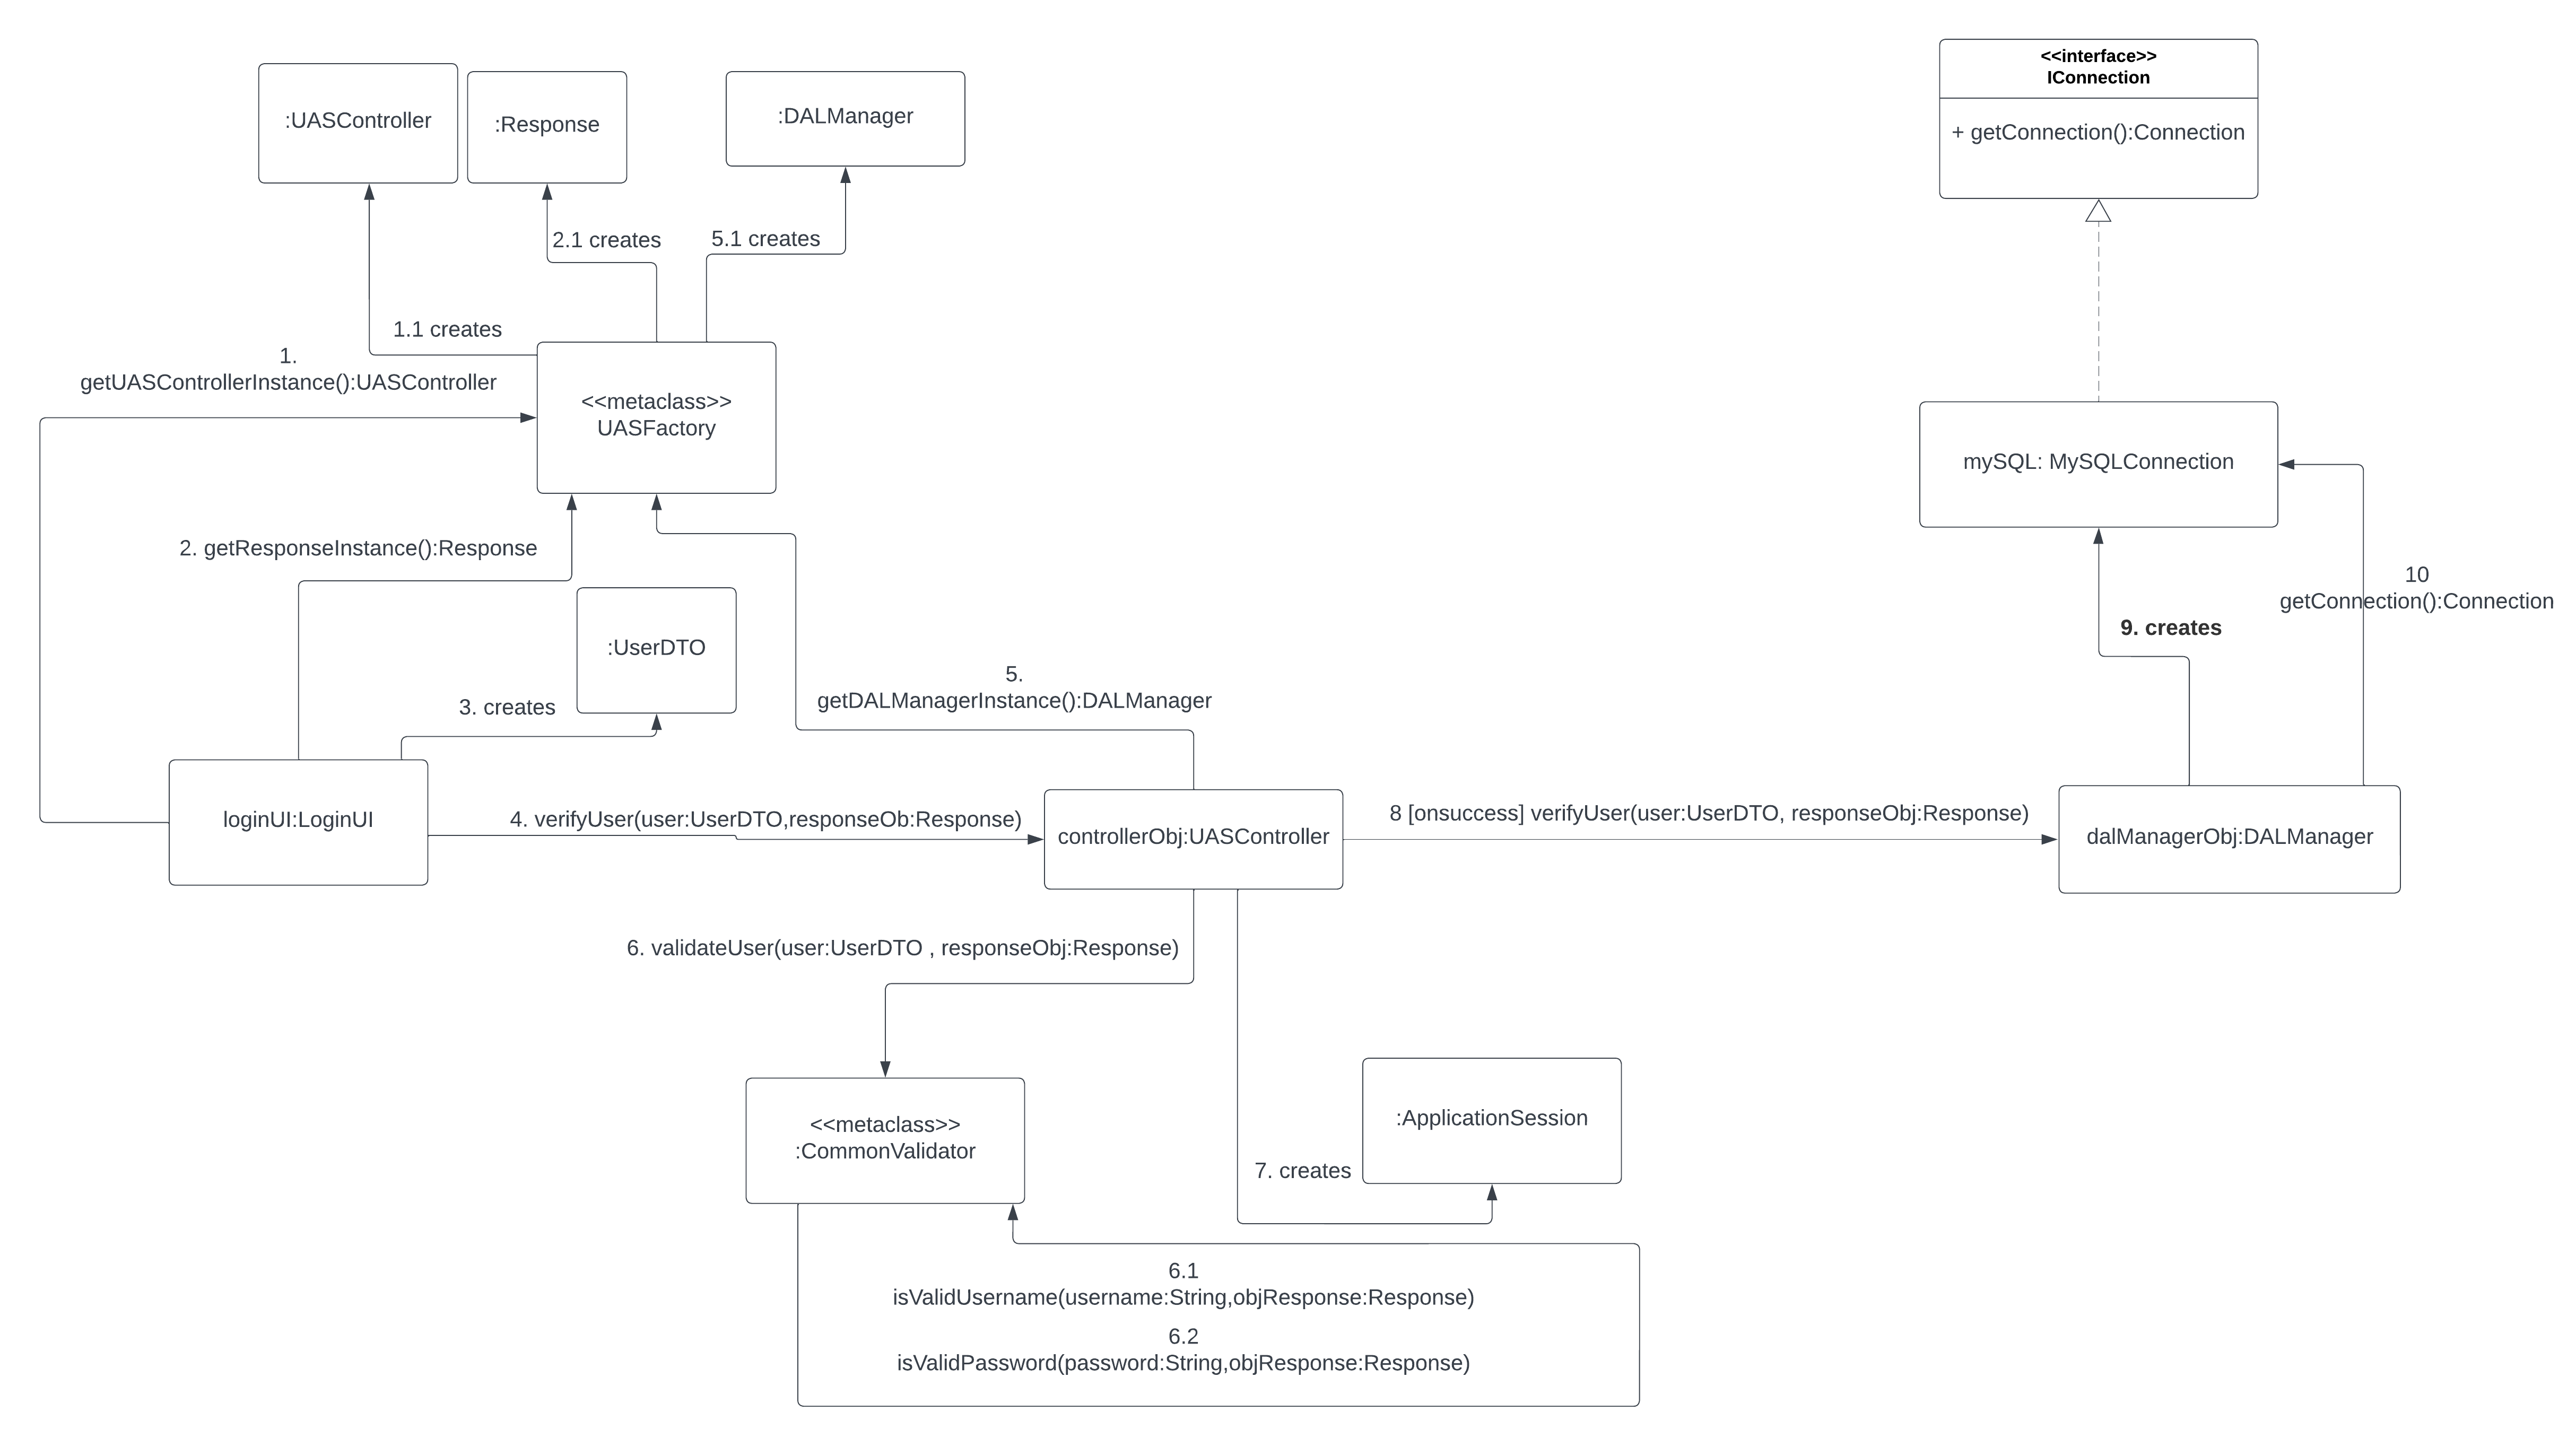 <<interface>>
IConnection
+ getConnection():Connection
:UASController
:Response
:DALManager
2.1 creates
5.1 creates
1.1 creates
1.
getUASControllerInstance():UASController
<<metaclass>>
UASFactory
mySQL: MySQLConnection
2. getResponseInstance():Response
10
getConnection():Connection
9. creates
:UserDTO
3. creates
5.
getDALManagerInstance():DALManager
loginUI:LoginUI
4. verifyUser(user:UserDTO,responseOb:Response)
controllerObj:UASController
8 [onsuccess] verifyUser(user:UserDTO, responseObj:Response)
dalManagerObj:DALManager
6. validateUser(user:UserDTO , responseObj:Response)
<<metaclass>>
:CommonValidator
:ApplicationSession
7. creates
6.1
isValidUsername(username:String,objResponse:Response)
6.2
isValidPassword(password:String,objResponse:Response)